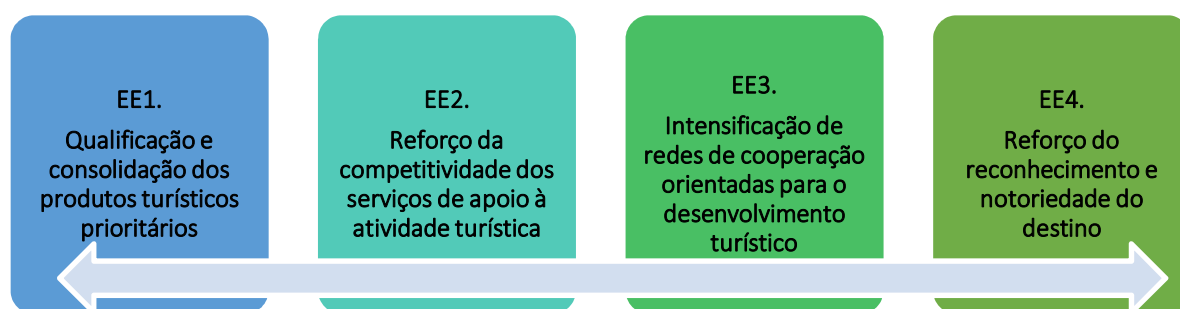 EE1.
Qualificação e
consolidação dos
produtos turísticos
prioritários
EE2.
Reforço da
competitividade dos
serviços de apoio à
atividade turística
EE3.
Intensificação de
redes de cooperação
orientadas para o
desenvolvimento
turístico
EE4.
Reforço do
reconhecimento e
notoriedade do
destino